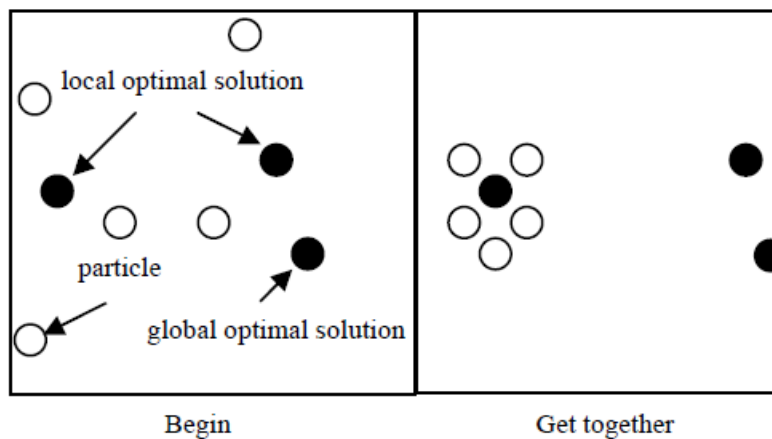 local optimal solution
particle
global optimal solution
Begin
Get together